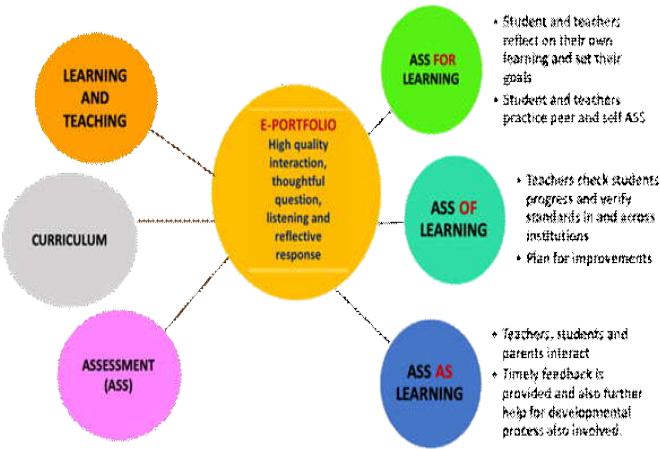 LEARNING
AND
TEACHING
CURRICULUM
ASSESSMENT
(ASS)
E-PORTFOLIO
High quality
interaction,
thoughtful
question,
listening and
reflective
response
ASS FOR
LEARNING
• Student and teachers
reflect on their own
learning and set their
goals
• Student and teachers
practice peer and self ASS
ASS OF
LEARNING
• Teachers check students
progress and verify
standards in and across
institutions
• Plan for improvements
ASS AS
LEARNING
• Teachers, students and
parents interact
• Timely feedback is
provided and also further
help for developmental
process also involved.